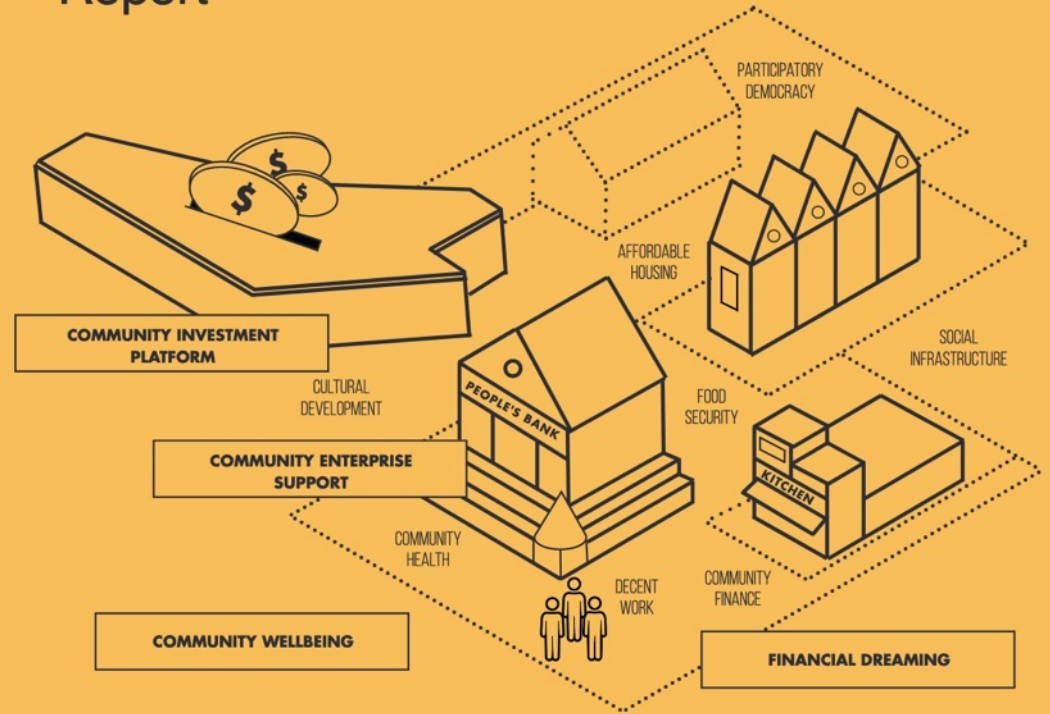 Report
PARTICIPATORY
DEMOCRACY
$
$
$
AFFORDABLE
HOUSING
COMMUNITY INVESTMENT
PLATFORM
SOCIAL
INFRASTRUCTURE
CULTURAL
DEVELOPMENT
PEOPLE'S BANK
FOOD
SECURITY
COMMUNITY ENTERPRISE
SUPPORT
KITCHEN
COMMUNITY
HEALTH
DECENT
WORK
COMMUNITY
FINANCE
COMMUNITY WELLBEING
FINANCIAL DREAMING